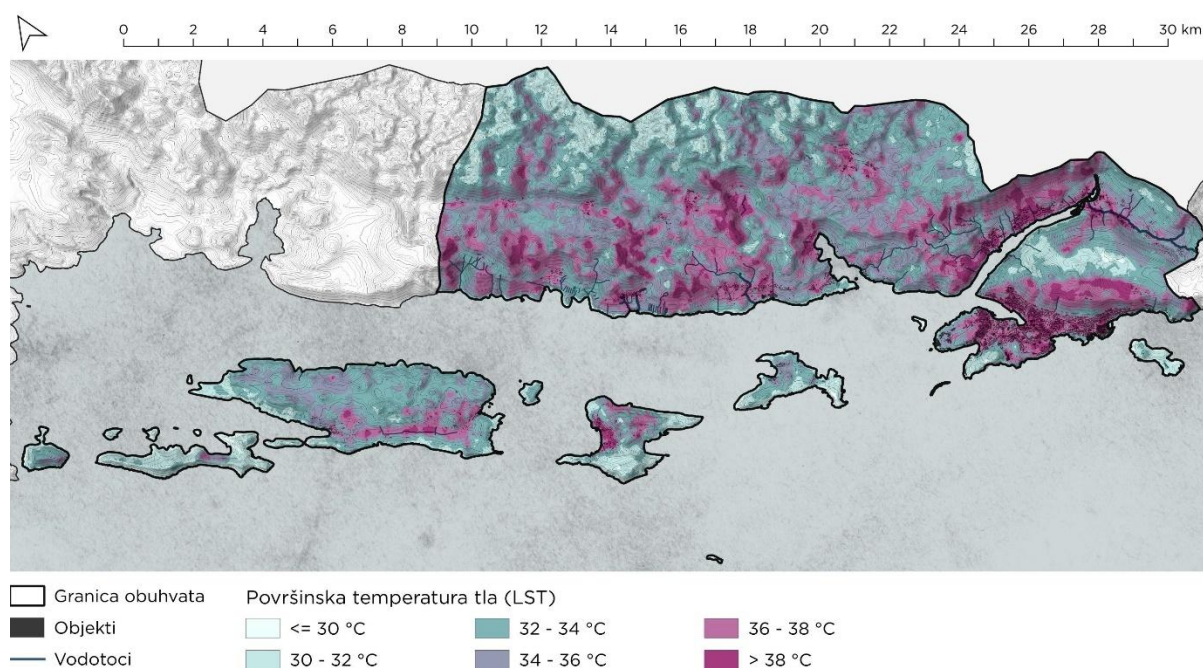 0 2 4 6 8 10 12 14 16 18 20 22 24 26 28 30 km
Granica obuhvata Površinska temperatura tla (LST)
Objekti <= 30 °C 32 - 34 °C 36 - 38 °C
Vodotoci 30 - 32 °C 34 - 36 °C > 38 °C